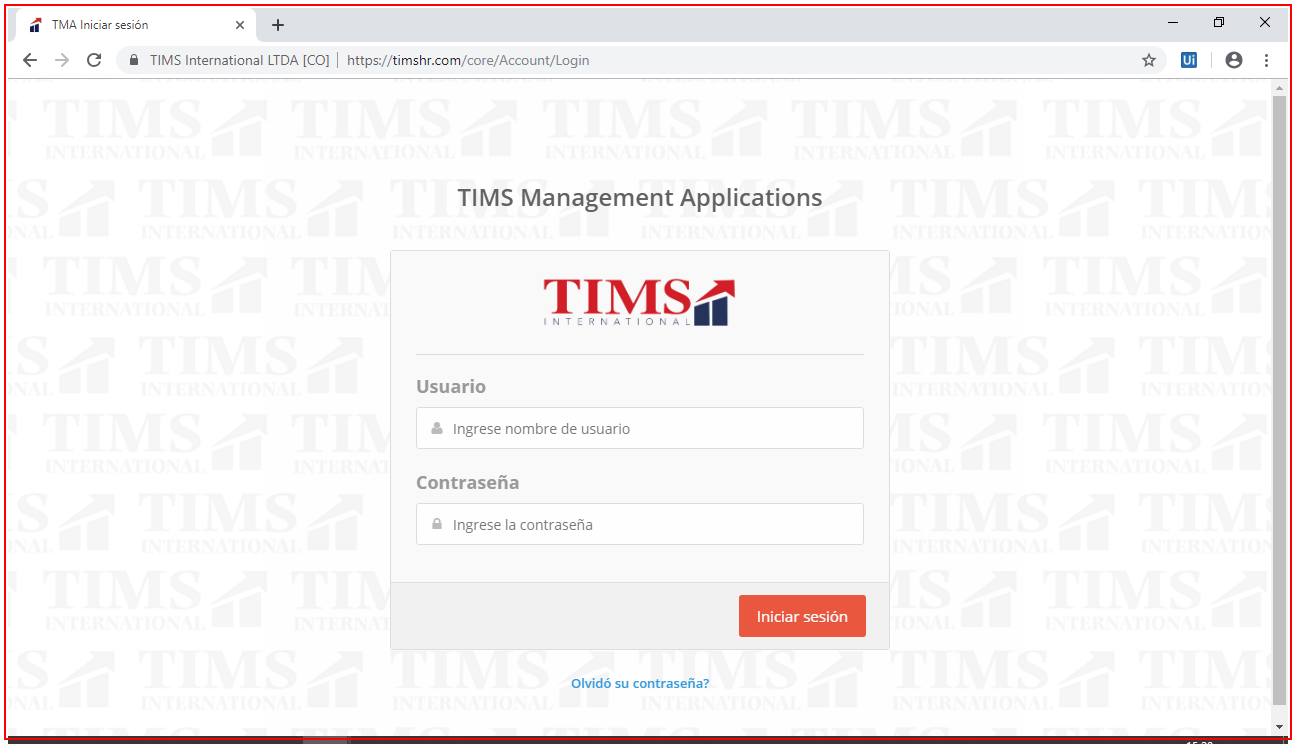 TMA Iniciar sesión
TIMS International LTDA [CO] | https://timshr.com/core/Account/Login
Ui
TIMS Management Applications
TIMS
INTERNATIONAL
Usuario
Ingrese nombre de usuario
Contraseña
Ingrese la contraseña
Iniciar sesión
Olvidó su contraseña?